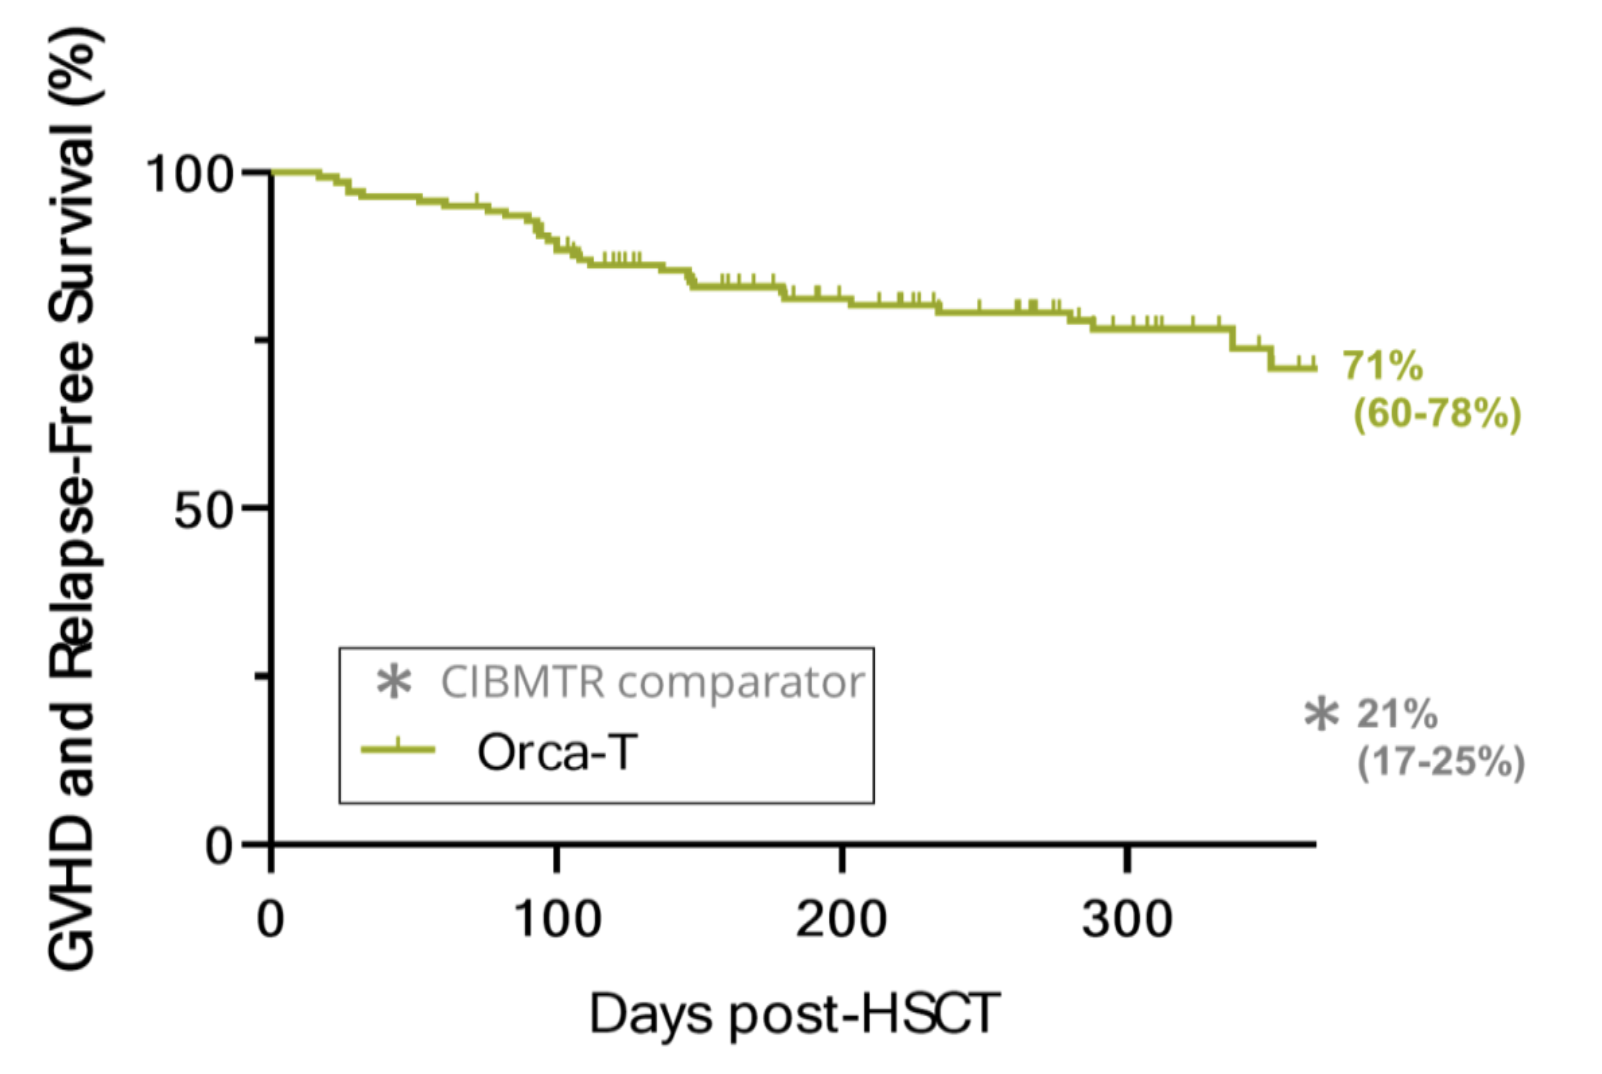 GVHD and Relapse-Free Survival (%)
100
50
0
71%
(60-78%)
* CIBMTR comparator
Orca-T
* 21%
(17-25%)
0 100 200 300
Days post-HSCT